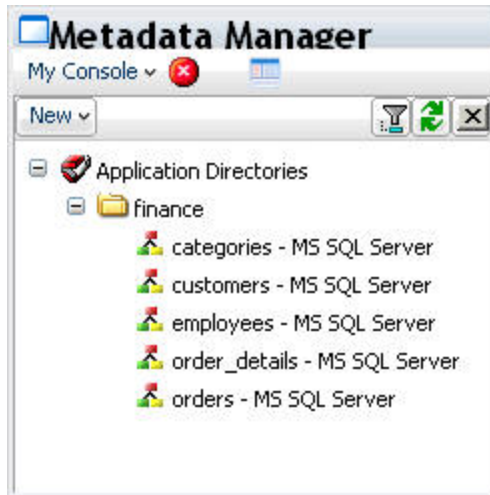 Metadata Manager
My Console
New
Application Directories
finance
categories - MS SQL Server
customers - MS SQL Server
employees - MS SQL Server
order_details - MS SQL Server
orders - MS SQL Server